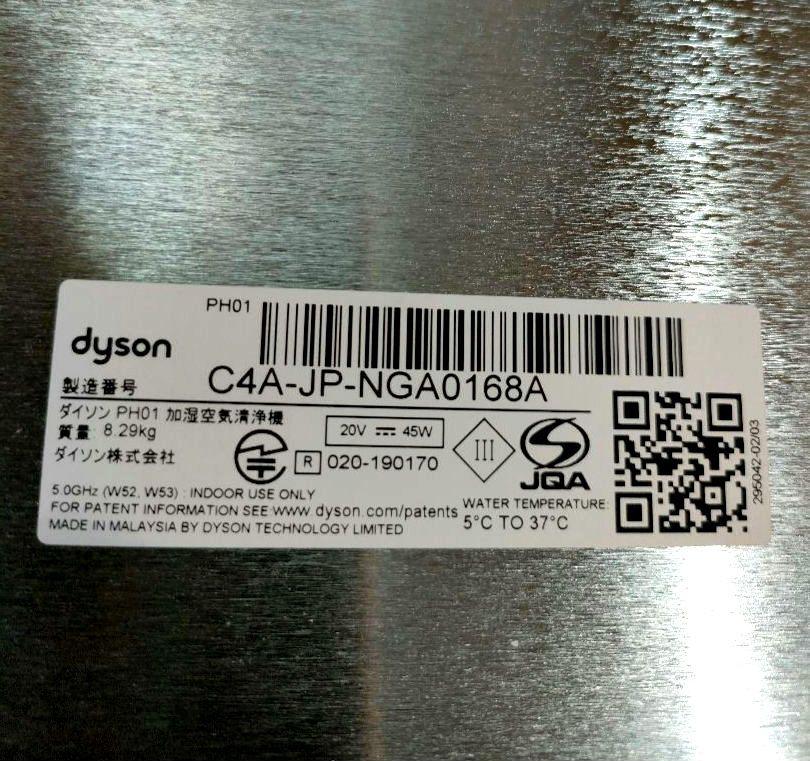 PH01
dyson
製造番号 C4A-JP-NGA0168A
ダイソン PH01 加湿空気清浄機
質量: 8.29kg
ダイソン株式会社
20V ⎓ 45W
R 020-190170
III
JQA
5.0GHz (W52, W53) : INDOOR USE ONLY
FOR PATENT INFORMATION SEE www.dyson.com/patents
MADE IN MALAYSIA BY DYSON TECHNOLOGY LIMITED
WATER TEMPERATURE:
5°C TO 37°C
295042-02/03